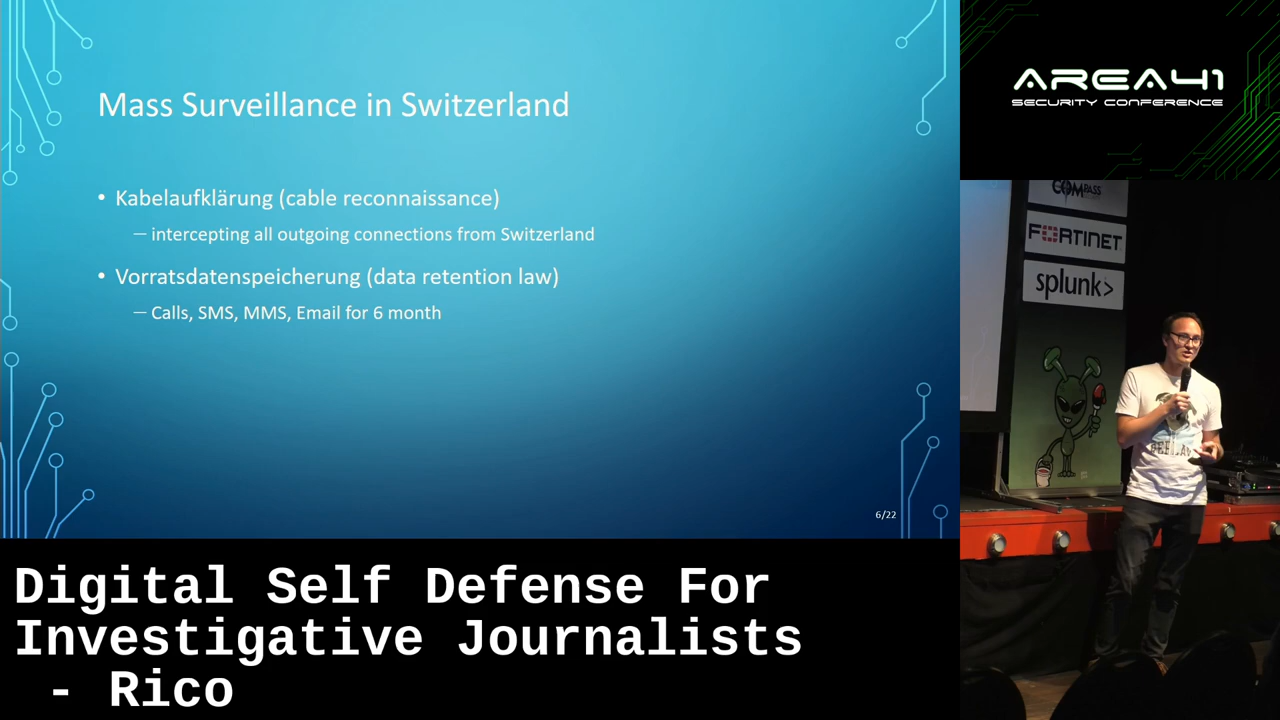 Mass Surveillance in Switzerland
• Kabelaufklärung (cable reconnaissance)
– intercepting all outgoing connections from Switzerland
• Vorratsdatenspeicherung (data retention law)
– Calls, SMS, MMS, Email for 6 month
6/22
AREA41
SECURITY CONFERENCE
COMPASS
FORTINET
splunk>
Digital Self Defense For
Investigative Journalists
- Rico